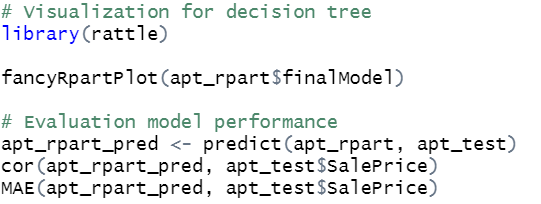 # Visualization for decision tree
library(rattle)
fancyRpartPlot(apt_rpart$finalModel)
# Evaluation model performance
apt_rpart_pred <- predict(apt_rpart, apt_test)
cor(apt_rpart_pred, apt_test$SalePrice)
MAE(apt_rpart_pred, apt_test$SalePrice)